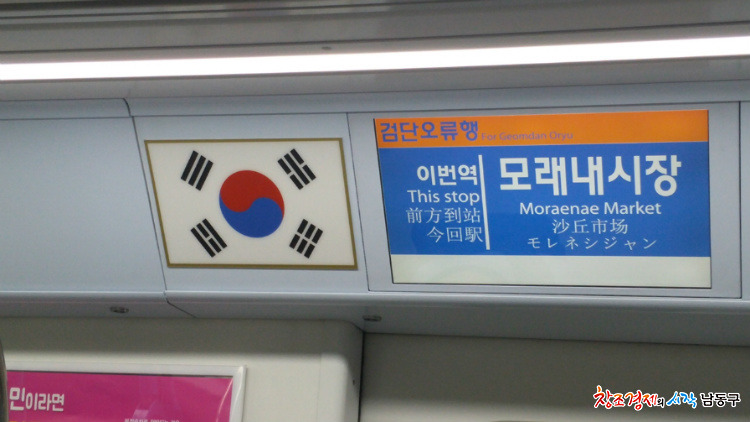 검단오류행 For Geomdan Oryu
이번역
This stop
前方到站
今回駅
모래내시장
Moraenae Market
沙丘市场
モレネシジャン
민이라면
창조경제의 시작 남동구